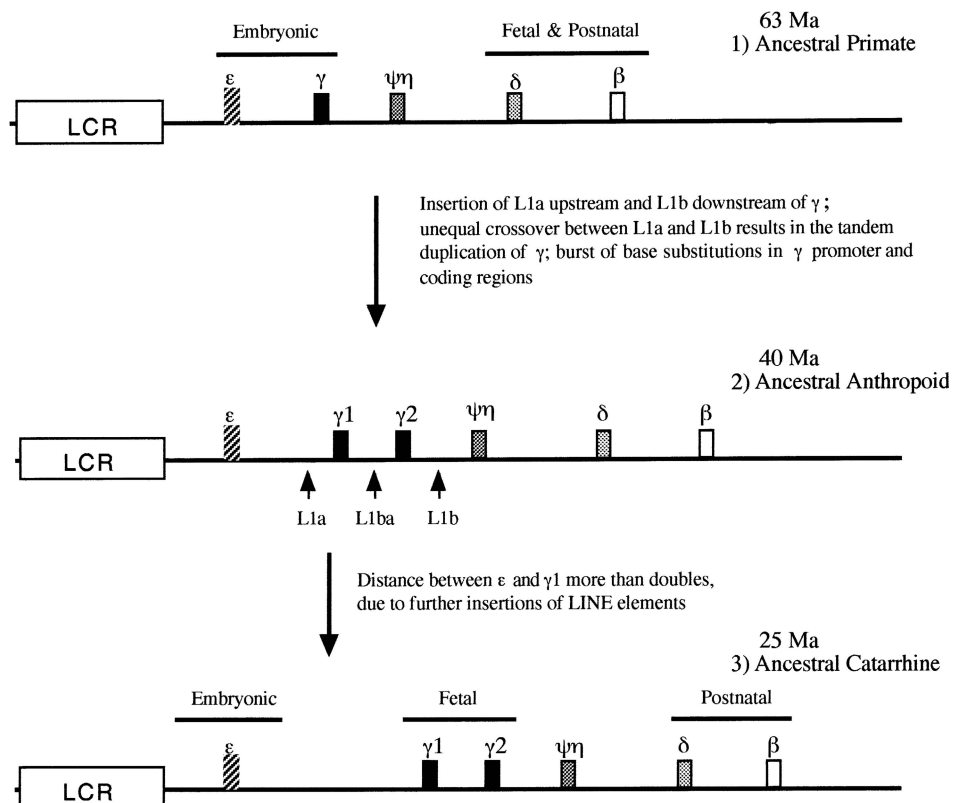 63 Ma
1) Ancestral Primate
Embryonic
Fetal & Postnatal
ε γ ψη δ β
LCR
Insertion of L1a upstream and L1b downstream of γ ;
unequal crossover between L1a and L1b results in the tandem
duplication of γ; burst of base substitutions in γ promoter and
coding regions
40 Ma
2) Ancestral Anthropoid
ε γ1 γ2 ψη δ β
LCR
L1a L1ba L1b
Distance between ε and γ1 more than doubles,
due to further insertions of LINE elements
25 Ma
3) Ancestral Catarrhine
Embryonic Fetal Postnatal
ε γ1 γ2 ψη δ β
LCR